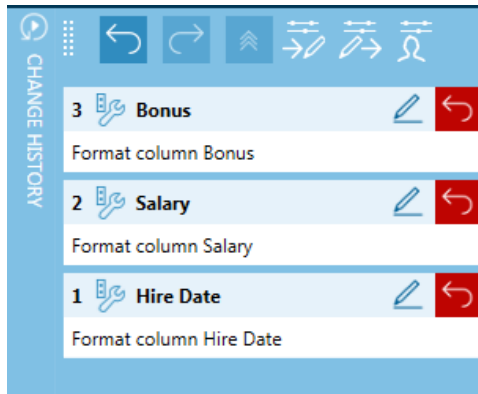 CHANGE HISTORY
3 Bonus
Format column Bonus
2 Salary
Format column Salary
1 Hire Date
Format column Hire Date